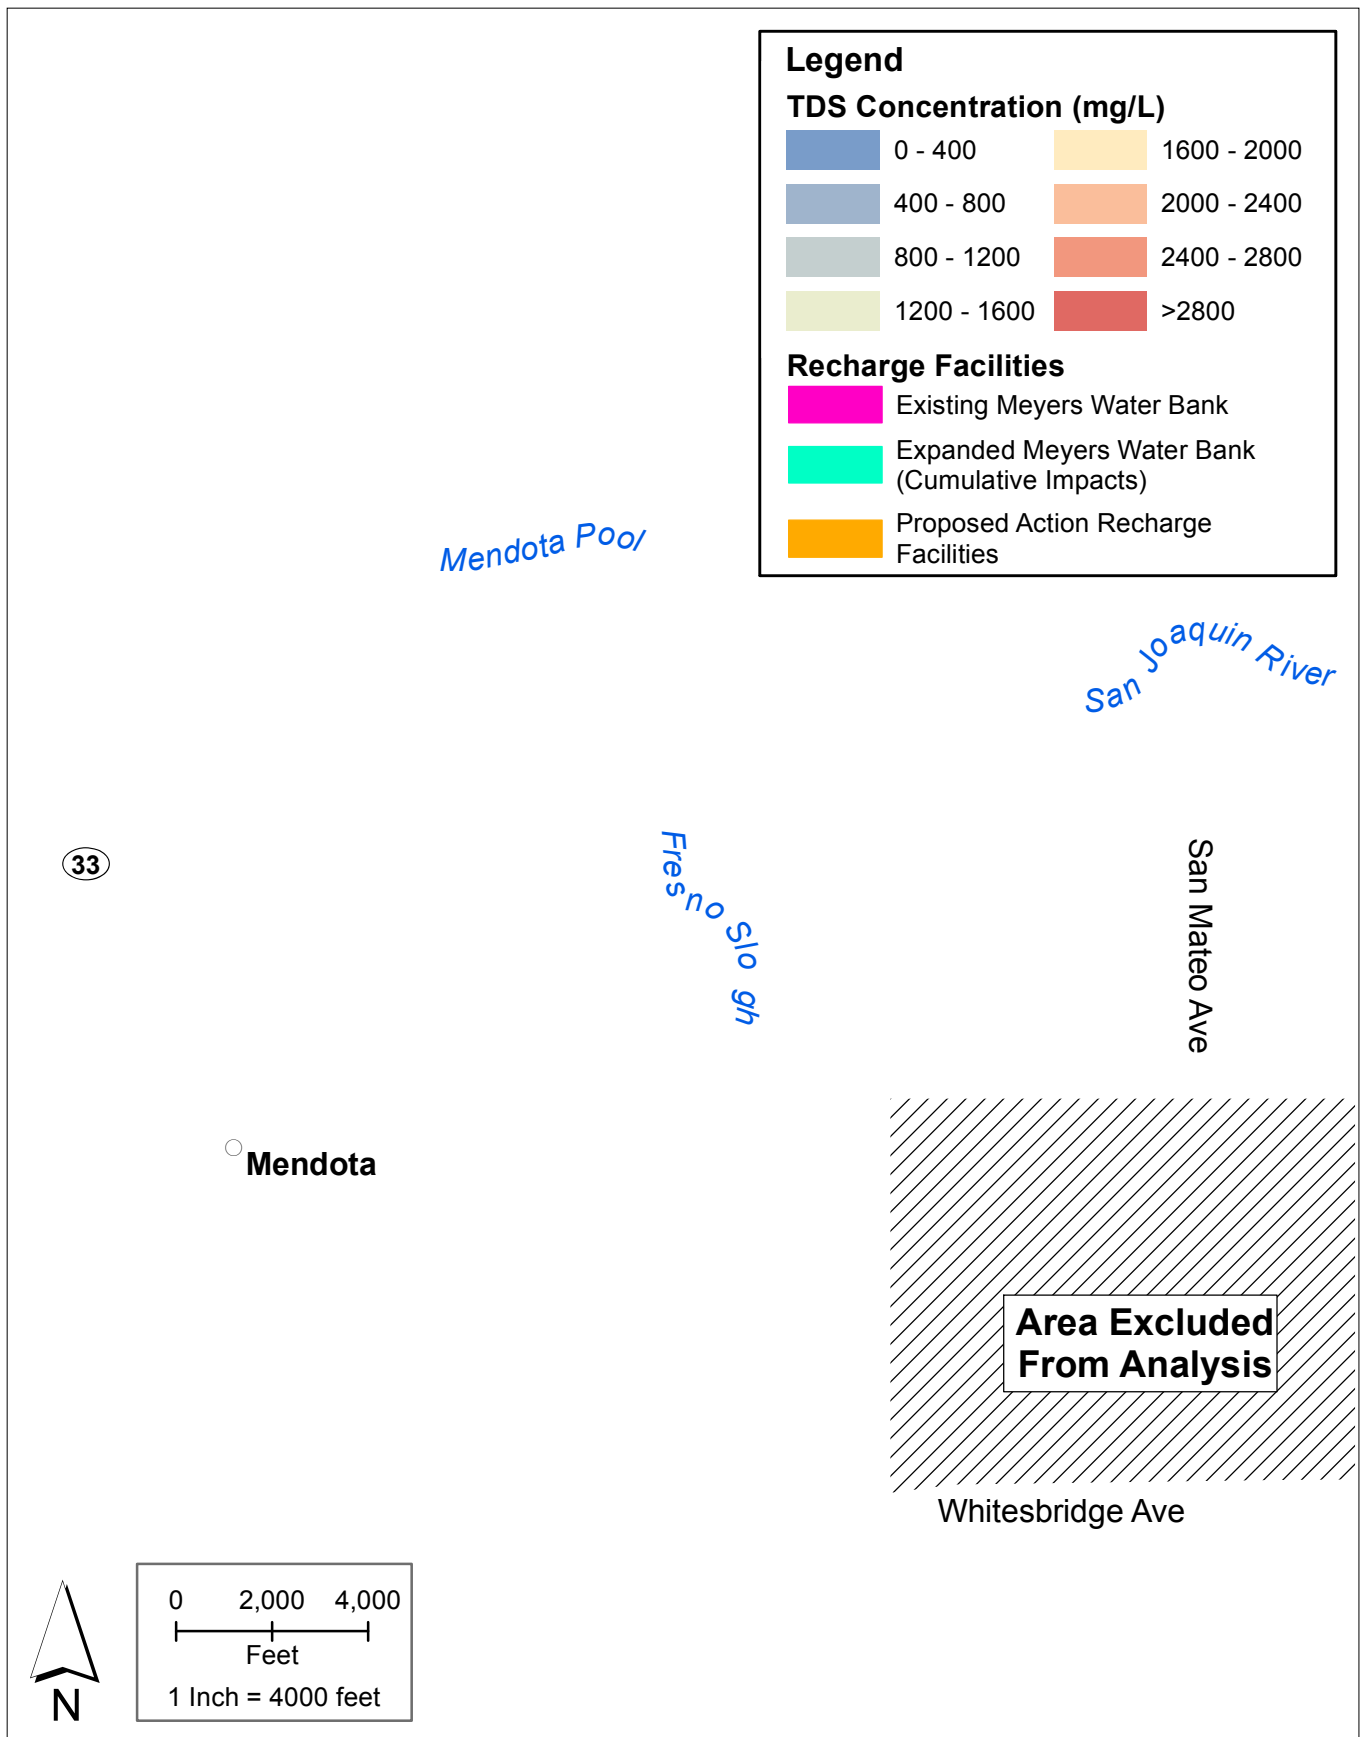 Legend
TDS Concentration (mg/L)
0 - 400
400 - 800
800 - 1200
1200 - 1600
1600 - 2000
2000 - 2400
2400 - 2800
>2800
Recharge Facilities
Existing Meyers Water Bank
Expanded Meyers Water Bank
(Cumulative Impacts)
Proposed Action Recharge
Facilities
Mendota Pool
San Joaquin River
33
Fresno Slo gh
San Mateo Ave
Mendota
Area Excluded
From Analysis
Whitesbridge Ave
0 2,000 4,000
Feet
1 Inch = 4000 feet
N